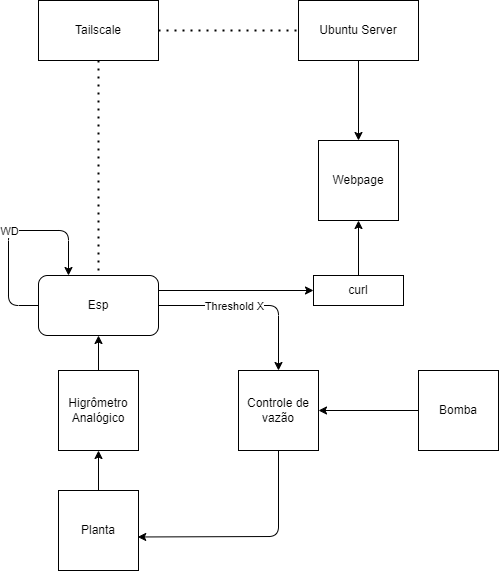 Tailscale
Ubuntu Server
Webpage
WD
Esp
curl
Threshold X
Higrômetro
Analógico
Controle de
vazão
Bomba
Planta